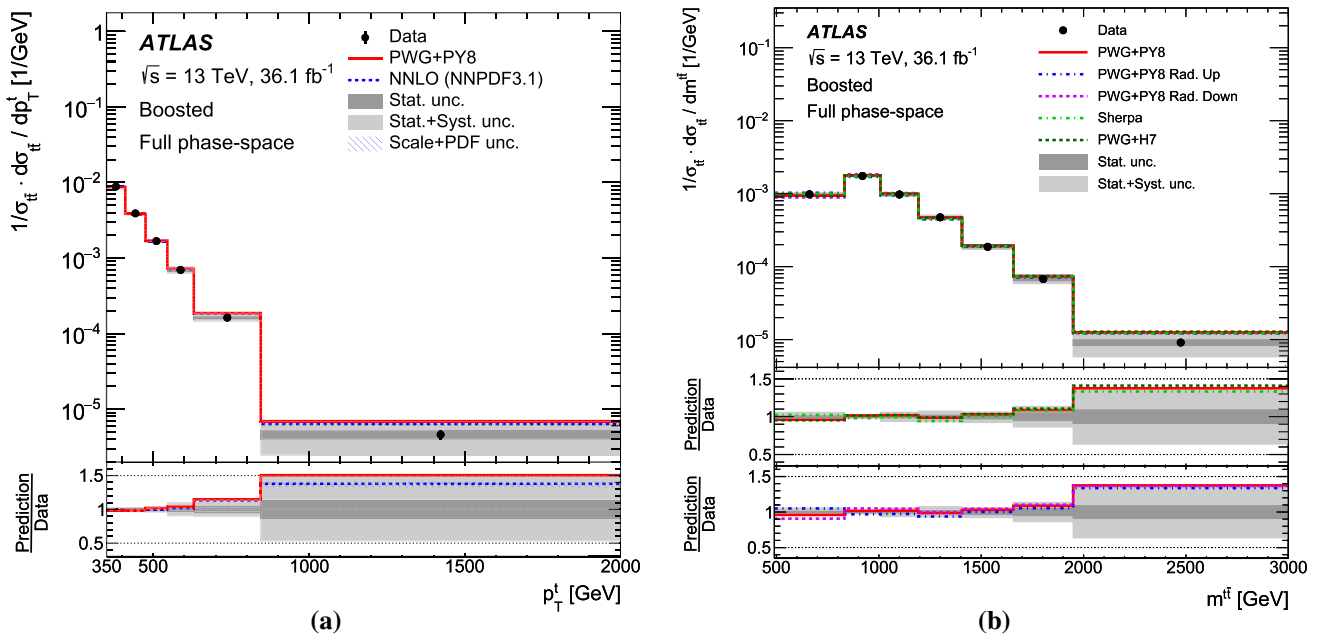 1/σ_tt̄ · dσ_tt̄ / dp_T^t [1/GeV]
1
10⁻¹
10⁻²
10⁻³
10⁻⁴
10⁻⁵
ATLAS
√s = 13 TeV, 36.1 fb⁻¹
Boosted
Full phase-space
Data
PWG+PY8
NNLO (NNPDF3.1)
Stat. unc.
Stat.+Syst. unc.
Scale+PDF unc.
Prediction
Data
1.5
1
0.5
350 500 1000 1500 2000
p_T^t [GeV]
(a)
1/σ_tt̄ · dσ_tt̄ / dm^tt̄ [1/GeV]
10⁻¹
10⁻²
10⁻³
10⁻⁴
10⁻⁵
ATLAS
√s = 13 TeV, 36.1 fb⁻¹
Boosted
Full phase-space
Data
PWG+PY8
PWG+PY8 Rad. Up
PWG+PY8 Rad. Down
Sherpa
PWG+H7
Stat. unc.
Stat.+Syst. unc.
Prediction
Data
1.5
1
0.5
Prediction
Data
1.5
1
0.5
500 1000 1500 2000 2500 3000
m^tt̄ [GeV]
(b)